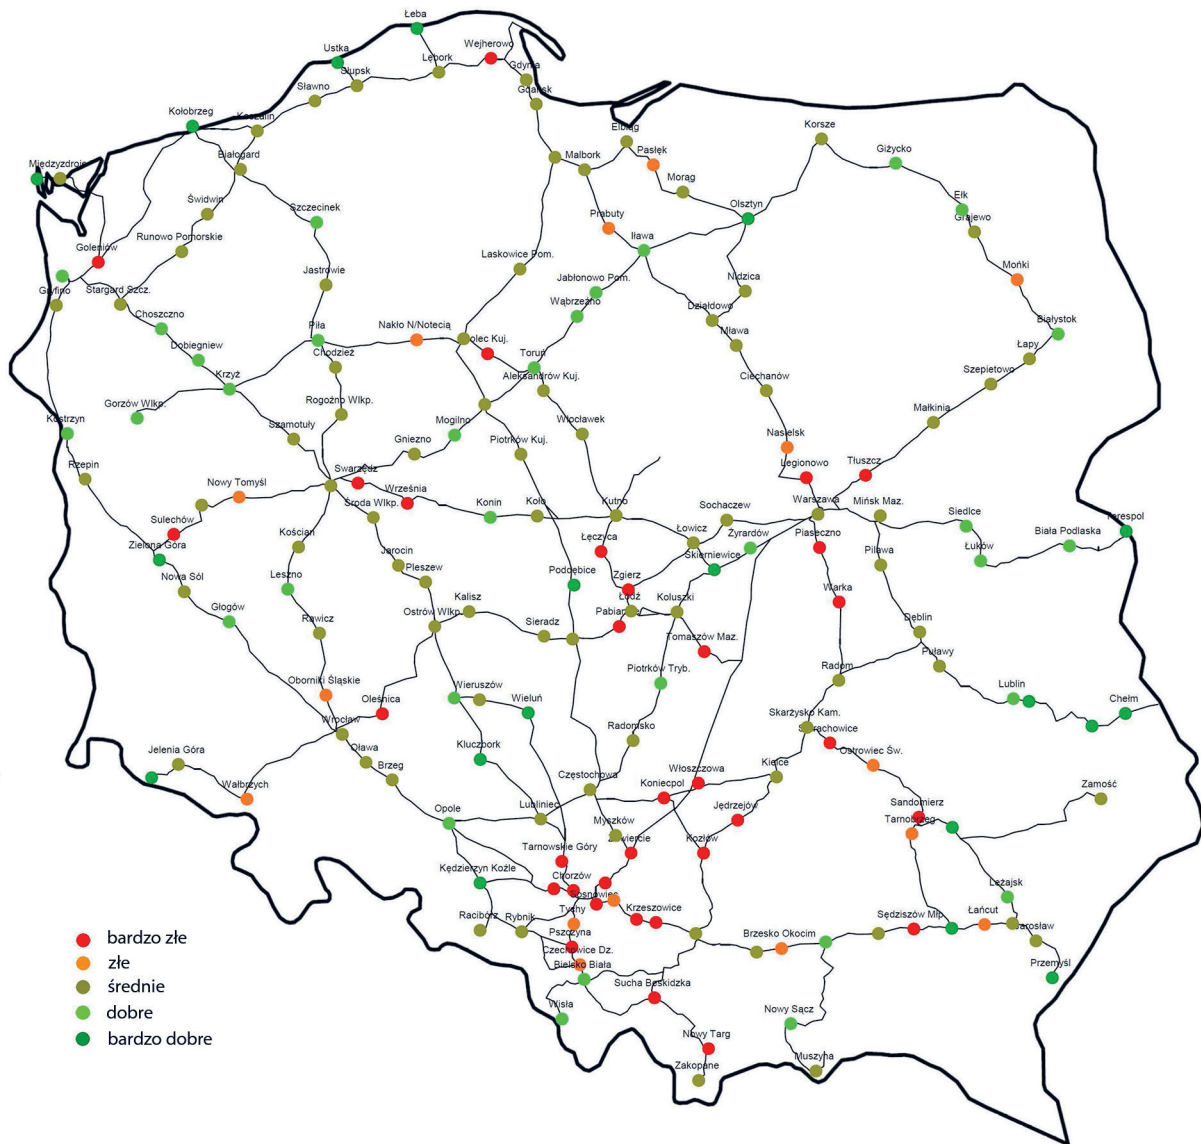 Łeba
Ustka
Wejherowo
Słupsk
Lębork
Gdynia
Sławno
Gdańsk
Kołobrzeg
Koszalin
Elbląg
Korsze
Pasłęk
Giżycko
Międzyzdroje
Białogard
Malbork
Morąg
Świdwin
Szczecinek
Prabuty
Olsztyn
Ełk
Grajewo
Goleniów
Runowo Pomorskie
Iława
Laskowice Pom.
Jastrowie
Jabłonowo Pom.
Nidzica
Mońki
Gryfino
Stargard Szcz.
Wąbrzeźno
Działdowo
Choszczno
Piła
Nakło N/Notecią
Mława
Białystok
Dobiegniew
Chodzież
olec Kuj.
Toruń
Łapy
Krzyż
Aleksandrów Kuj.
Ciechanów
Szepietowo
Gorzów Wlkp.
Rogoźno Wlkp.
Małkinia
Kostrzyn
Szamotuły
Gniezno
Mogilno
Włocławek
Piotrków Kuj.
Nasielsk
Rzepin
Nowy Tomyśl
Swarzędz
Września
Legionowo
Tłuszcz
Środa Wlkp.
Konin
Koło
Kutno
Sochaczew
Warszawa
Mińsk Maz.
Siedlce
Terespol
Sulechów
Zielona Góra
Kościan
Łęczyca
Łowicz
Żyrardów
Piaseczno
Biała Podlaska
Łuków
Jarocin
Skierniewice
Pilawa
Nowa Sól
Leszno
Pleszew
Poddębice
Zgierz
Warka
Głogów
Kalisz
Łódź
Koluszki
Ostrów Wlkp.
Sieradz
Pabianice
Dęblin
Rawicz
Tomaszów Maz.
Puławy
Piotrków Tryb.
Radom
Oborniki Śląskie
Wieruszów
Wieluń
Lublin
Chełm
Oleśnica
Wrocław
Radomsko
Skarżysko Kam.
Starachowice
Jelenia Góra
Oława
Kluczbork
Ostrowiec Św.
Brzeg
Częstochowa
Włoszczowa
Koniecpol
Kielce
Wałbrzych
Zamość
Opole
Lubliniec
Myszków
Jędrzejów
Sandomierz
Tarnobrzeg
Zawiercie
Kozłów
Tarnowskie Góry
Kędzierzyn Koźle
Chorzów
Sosnowiec
Leżajsk
Racibórz
Rybnik
Tychy
Krzeszowice
Sędziszów Młp.
Łańcut
Jarosław
Pszczyna
Brzesko Okocim
Czechowice Dz.
Bielsko Biała
Przemyśl
Sucha Beskidzka
Wisła
Nowy Sącz
Nowy Targ
Muszyna
Zakopane
bardzo złe
złe
średnie
dobre
bardzo dobre